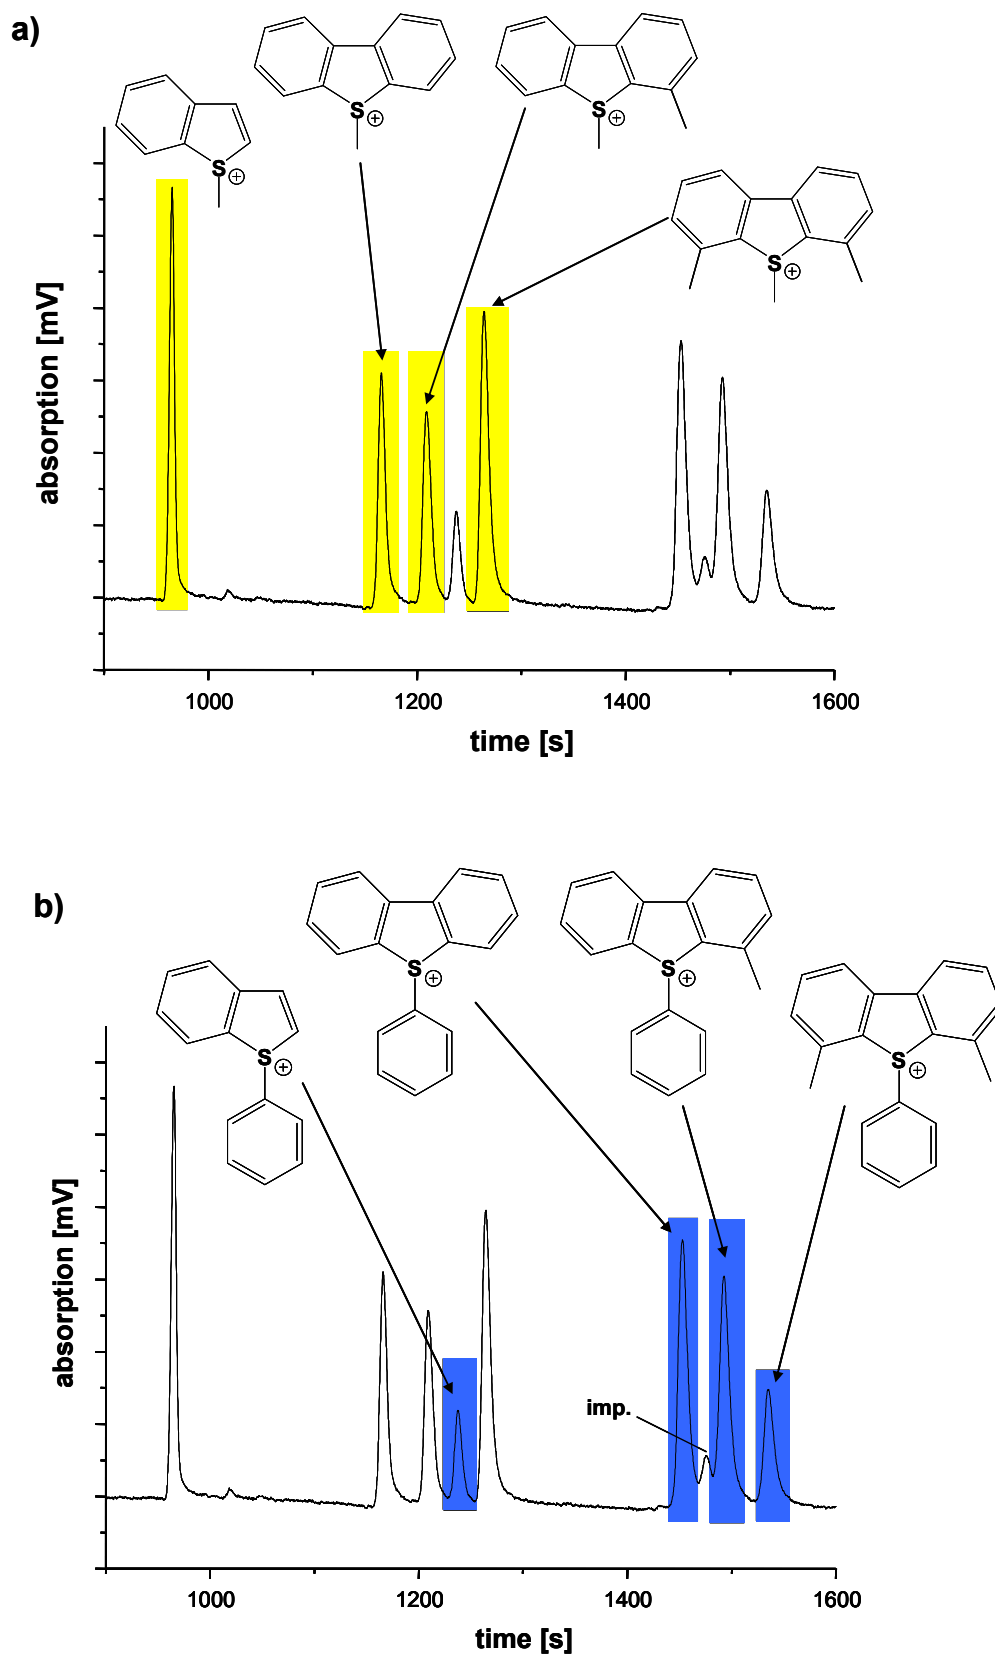 a)
S
⊕
S
⊕
S
⊕
S
⊕
absorption [mV]
1000
1200
1400
1600
time [s]
b)
S
⊕
S
⊕
S
⊕
S
⊕
absorption [mV]
imp.
1000
1200
1400
1600
time [s]